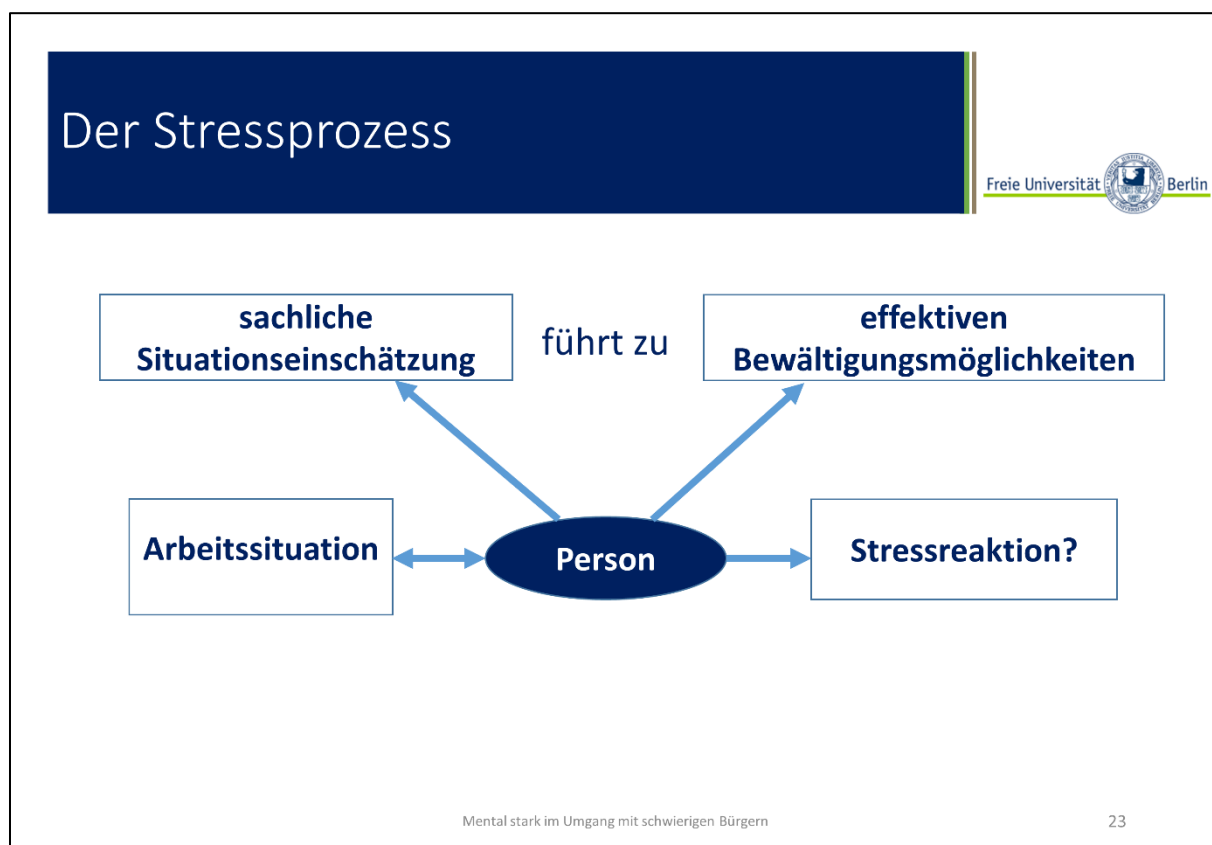 Der Stressprozess
Freie Universität Berlin
sachliche
Situationseinschätzung
führt zu
effektiven
Bewältigungsmöglichkeiten
Arbeitssituation
Person
Stressreaktion?
Mental stark im Umgang mit schwierigen Bürgern
23